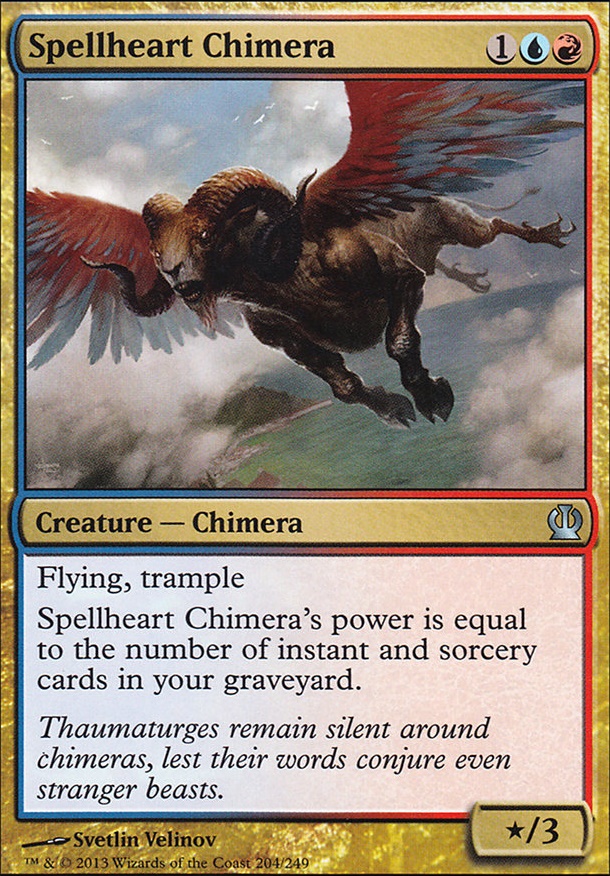 Spellheart Chimera 1
Creature — Chimera
Flying, trample
Spellheart Chimera's power is equal
to the number of instant and sorcery
cards in your graveyard.
Thaumaturges remain silent around
chimeras, lest their words conjure even
stranger beasts.
★/3
Svetlin Velinov
™ & © 2013 Wizards of the Coast 204/249